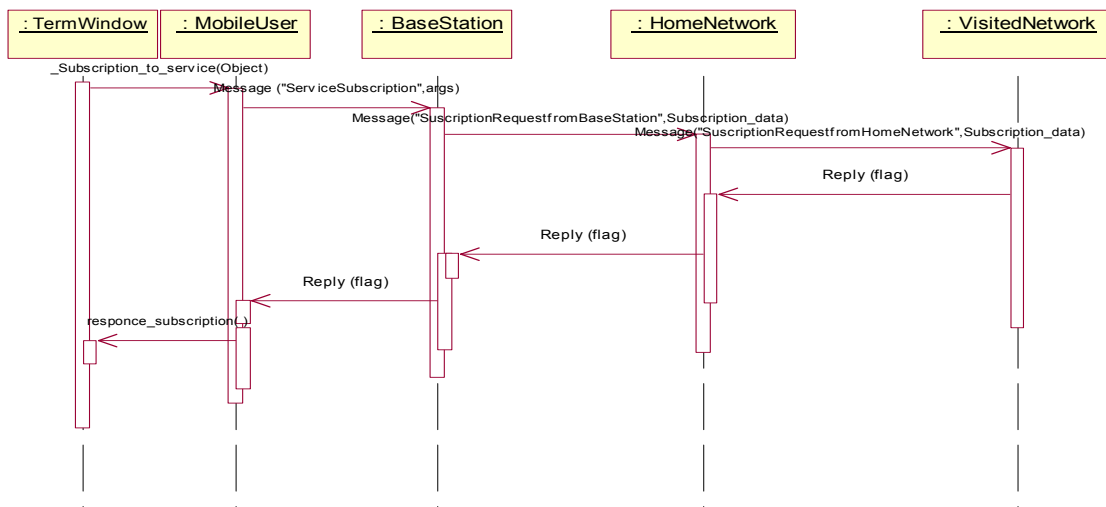 : TermWindow
: MobileUser
: BaseStation
: HomeNetwork
: VisitedNetwork
_Subscription_to_service(Object)
Message ("ServiceSubscription",args)
Message("SuscriptionRequestfromBaseStation",Subscription_data)
Message("SuscriptionRequestfromHomeNetwork",Subscription_data)
Reply (flag)
Reply (flag)
Reply (flag)
responce_subscription( )